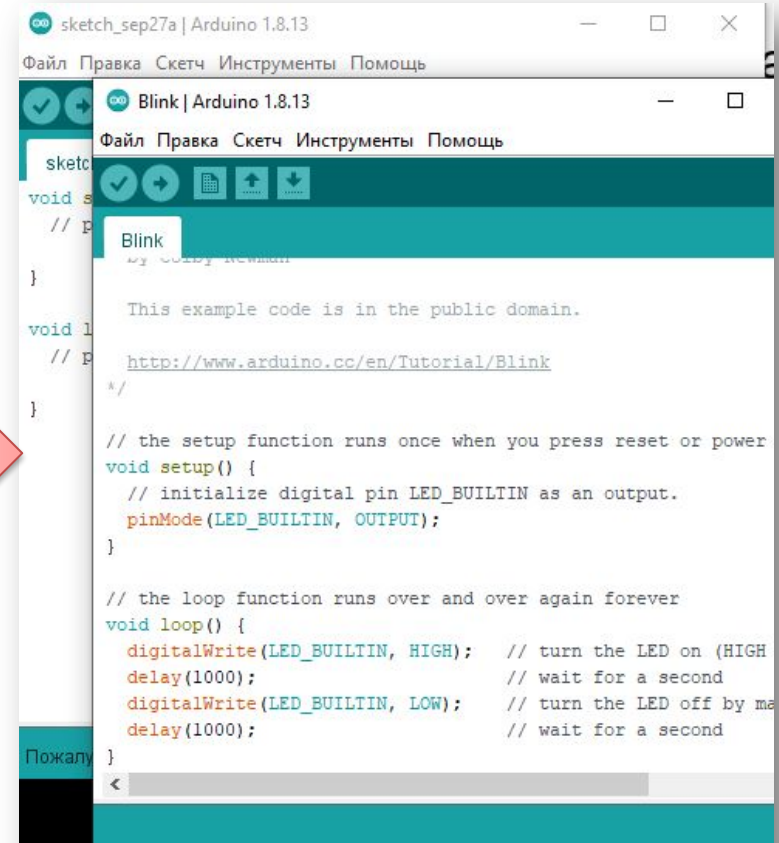 sketch_sep27a | Arduino 1.8.13
Файл Правка Скетч Инструменты Помощь
sketc
void s
// p
}
void l
// p
}
Пожалу
Blink | Arduino 1.8.13
Файл Правка Скетч Инструменты Помощь
Blink
by Colby Newman
This example code is in the public domain.
http://www.arduino.cc/en/Tutorial/Blink
*/
// the setup function runs once when you press reset or power
void setup() {
// initialize digital pin LED_BUILTIN as an output.
pinMode(LED_BUILTIN, OUTPUT);
}
// the loop function runs over and over again forever
void loop() {
digitalWrite(LED_BUILTIN, HIGH); // turn the LED on (HIGH
delay(1000); // wait for a second
digitalWrite(LED_BUILTIN, LOW); // turn the LED off by ma
delay(1000); // wait for a second
}